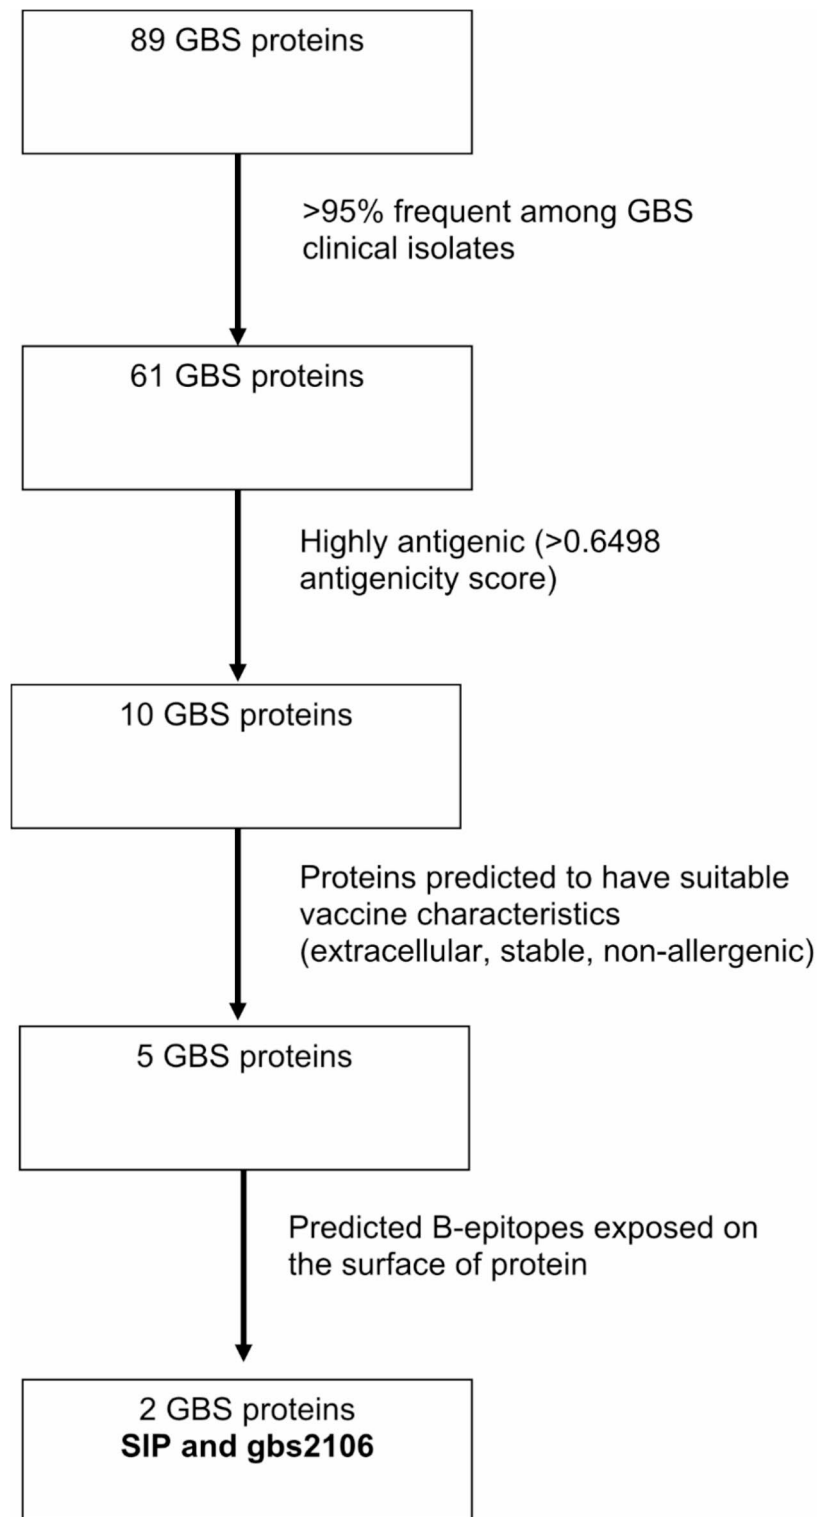 89 GBS proteins
>95% frequent among GBS
clinical isolates
61 GBS proteins
Highly antigenic (>0.6498
antigenicity score)
10 GBS proteins
Proteins predicted to have suitable
vaccine characteristics
(extracellular, stable, non-allergenic)
5 GBS proteins
Predicted B-epitopes exposed on
the surface of protein
2 GBS proteins
SIP and gbs2106